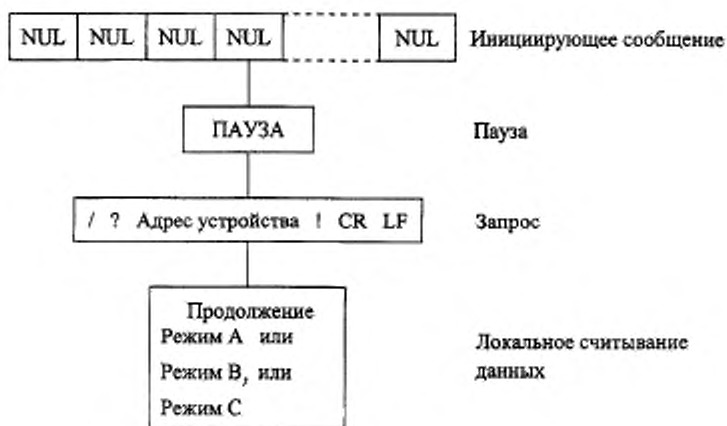 NUL NUL NUL NUL NUL Инициирующее сообщение
ПАУЗА Пауза
/ ? Адрес устройства ! CR LF Запрос
Продолжение
Режим А или
Режим В, или
Режим С
Локальное считывание
данных